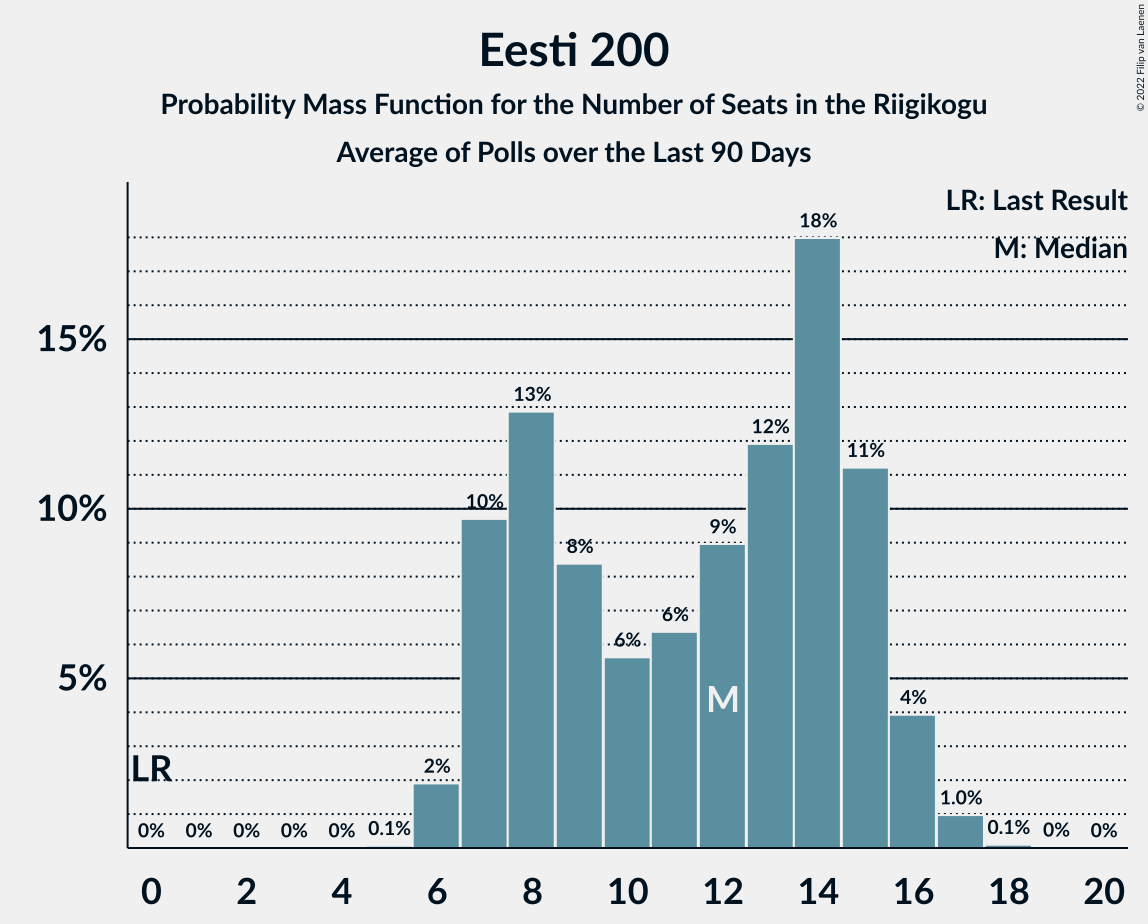 Eesti 200
Probability Mass Function for the Number of Seats in the Riigikogu
Average of Polls over the Last 90 Days
© 2022 Filip van Laenen
LR: Last Result
M: Median
15%
10%
5%
0%
0%
0%
0%
0%
0.1%
2%
10%
13%
8%
6%
6%
9%
12%
18%
11%
4%
1.0%
0.1%
0%
0%
LR
M
0 2 4 6 8 10 12 14 16 18 20